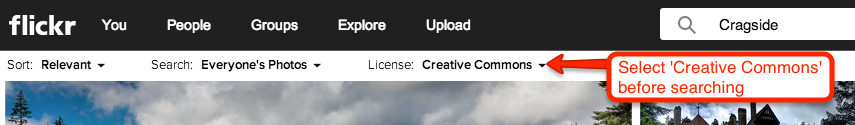 flickr You People Groups Explore Upload Cragside
Sort: Relevant Search: Everyone's Photos License: Creative Commons
Select 'Creative Commons'
before searching